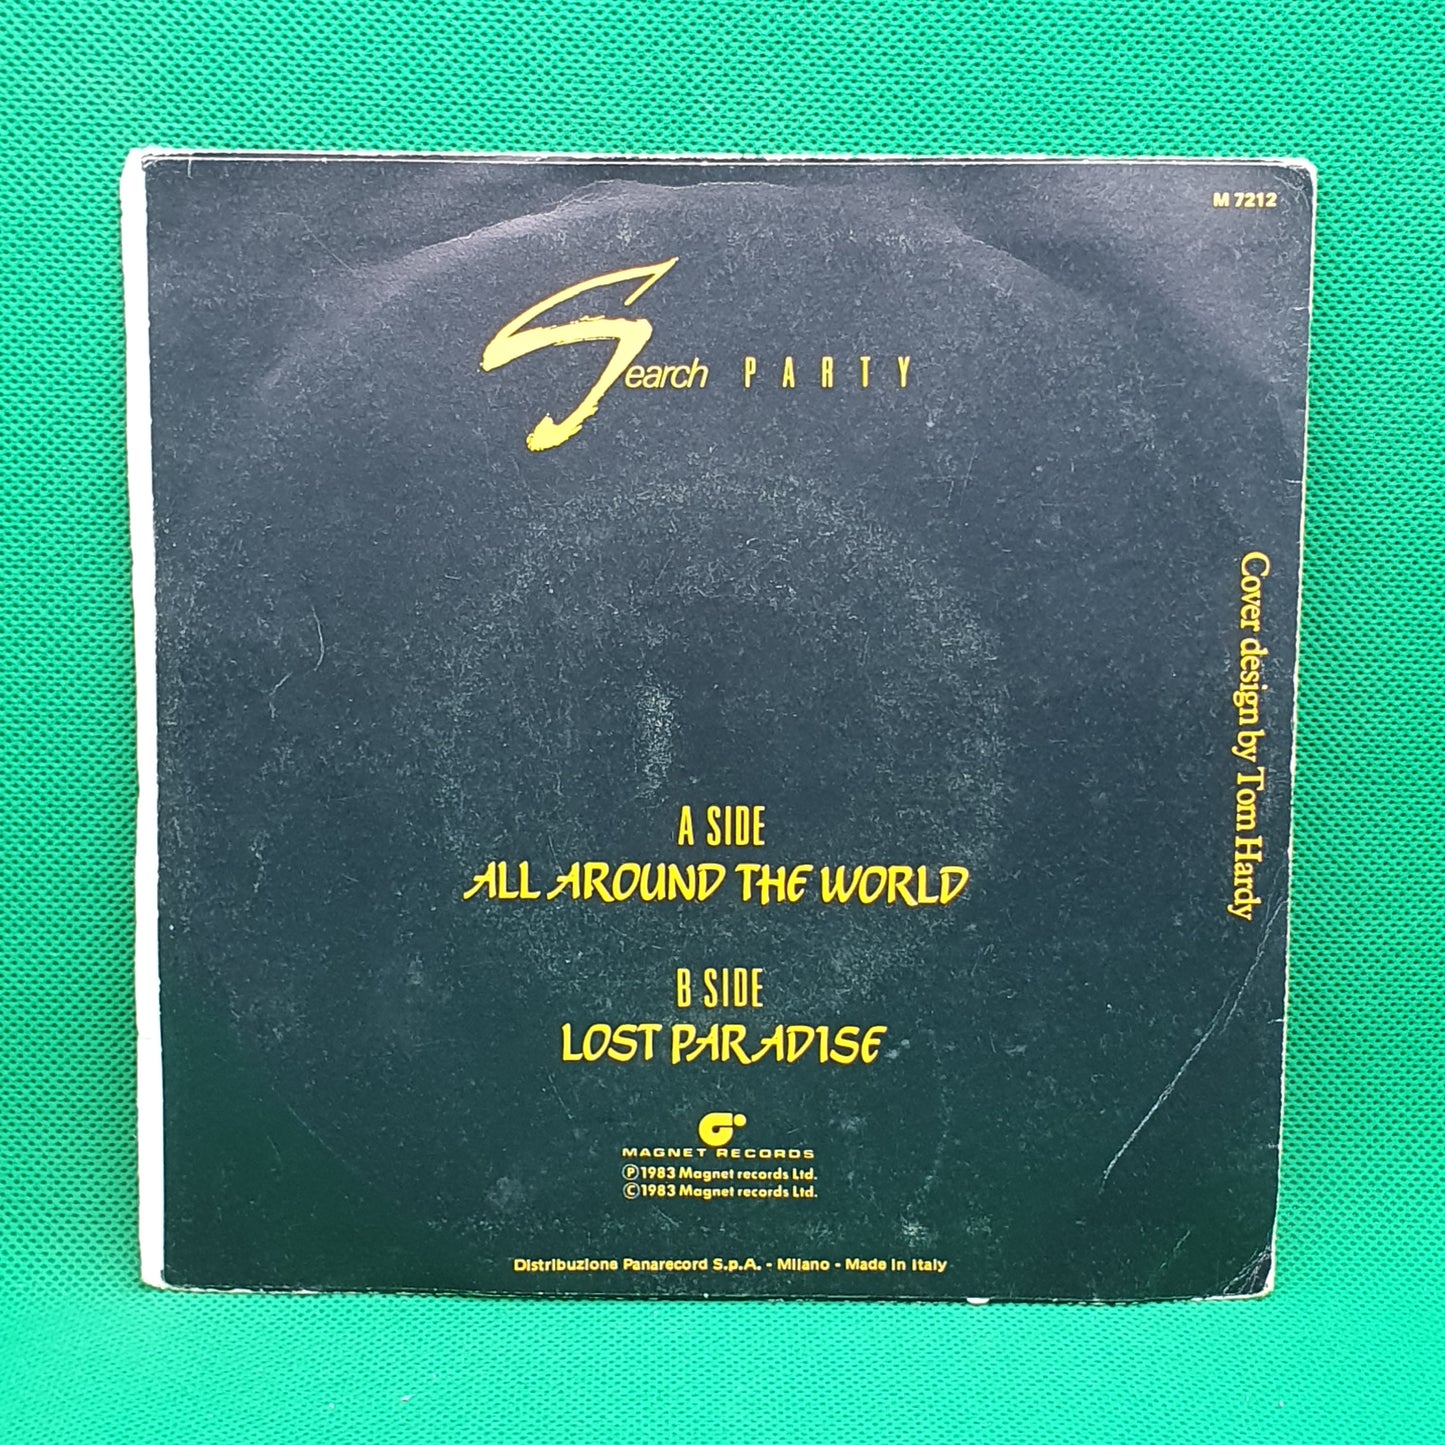 M 7212
Search PARTY
Cover design by Tom Hardy
A SIDE
ALL AROUND THE WORLD
B SIDE
LOST PARADISE
MAGNET RECORDS
Ⓟ1983 Magnet records Ltd.
©1983 Magnet records Ltd.
Distribuzione Panarecord S.p.A. - Milano - Made in Italy